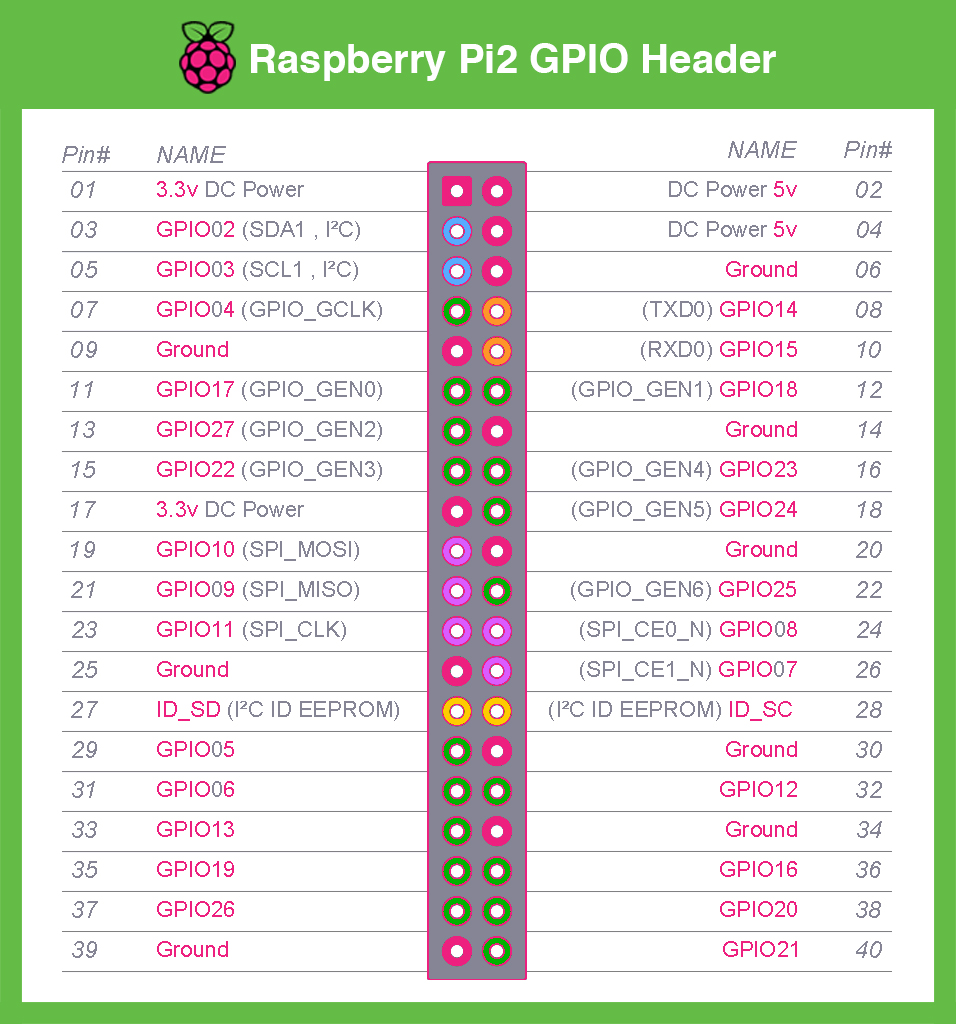 Raspberry Pi2 GPIO Header
Pin# NAME NAME Pin#
01 3.3v DC Power DC Power 5v 02
03 GPIO02 (SDA1 , I²C) DC Power 5v 04
05 GPIO03 (SCL1 , I²C) Ground 06
07 GPIO04 (GPIO_GCLK) (TXD0) GPIO14 08
09 Ground (RXD0) GPIO15 10
11 GPIO17 (GPIO_GEN0) (GPIO_GEN1) GPIO18 12
13 GPIO27 (GPIO_GEN2) Ground 14
15 GPIO22 (GPIO_GEN3) (GPIO_GEN4) GPIO23 16
17 3.3v DC Power (GPIO_GEN5) GPIO24 18
19 GPIO10 (SPI_MOSI) Ground 20
21 GPIO09 (SPI_MISO) (GPIO_GEN6) GPIO25 22
23 GPIO11 (SPI_CLK) (SPI_CE0_N) GPIO08 24
25 Ground (SPI_CE1_N) GPIO07 26
27 ID_SD (I²C ID EEPROM) (I²C ID EEPROM) ID_SC 28
29 GPIO05 Ground 30
31 GPIO06 GPIO12 32
33 GPIO13 Ground 34
35 GPIO19 GPIO16 36
37 GPIO26 GPIO20 38
39 Ground GPIO21 40